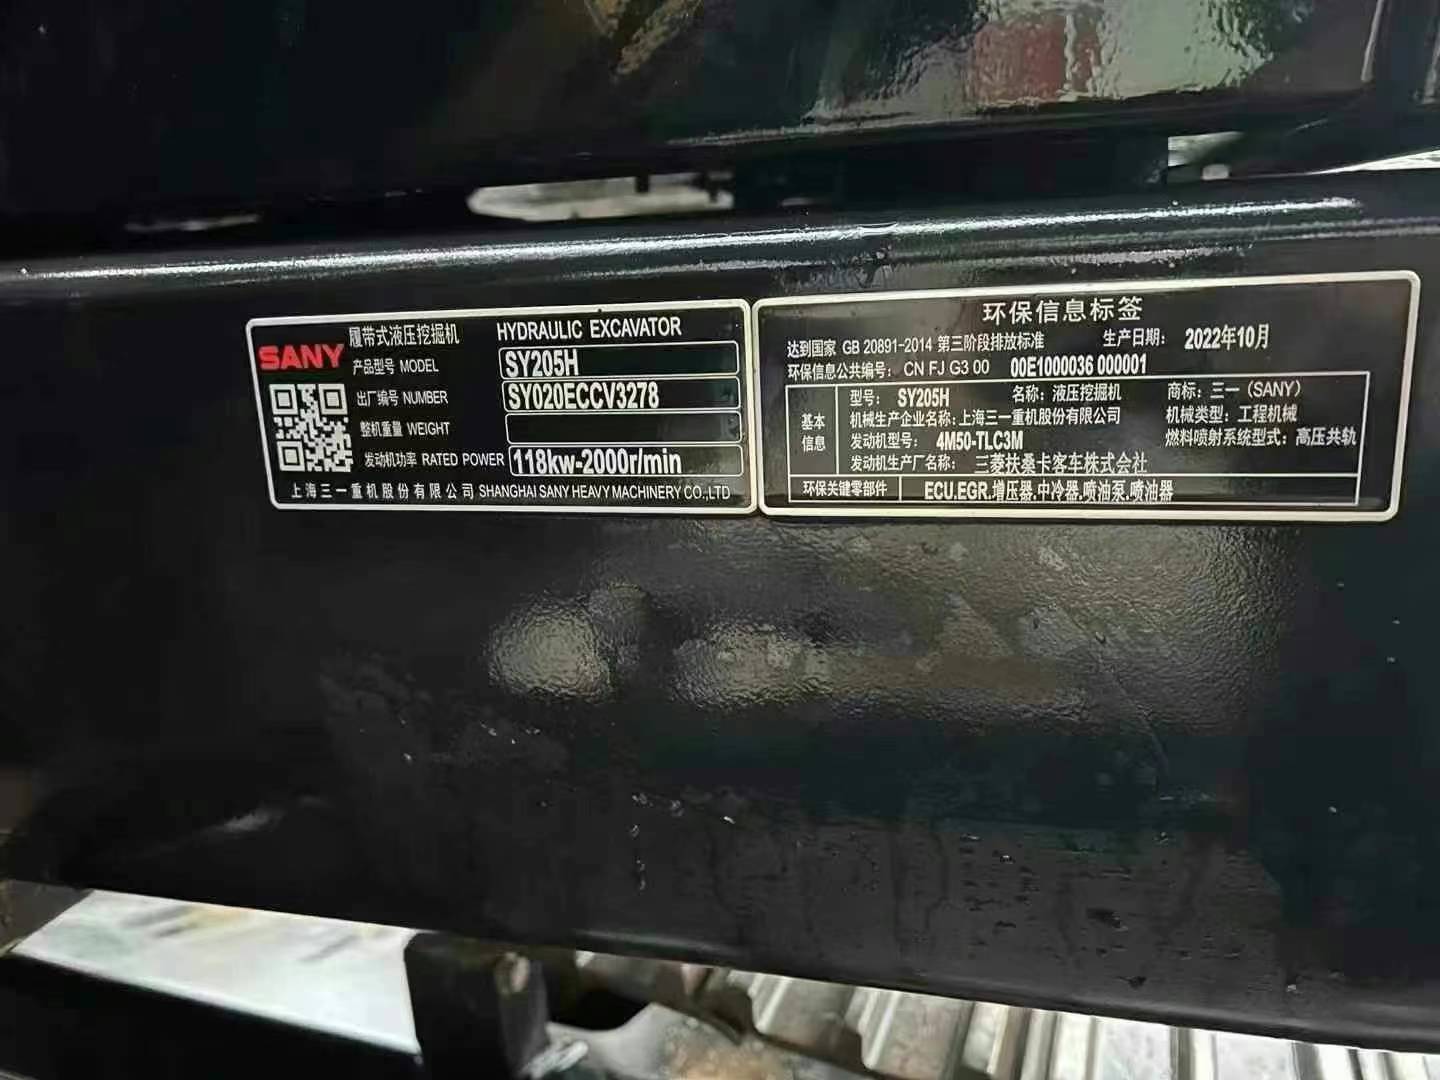 履带式液压挖掘机 HYDRAULIC EXCAVATOR
SANY
产品型号 MODEL SY205H
出厂编号 NUMBER SY020ECCV3278
整机重量 WEIGHT
发动机功率 RATED POWER 118kw-2000r/min
上海三一重机股份有限公司 SHANGHAI SANY HEAVY MACHINERY CO.,LTD
环保信息标签
达到国家 GB 20891-2014 第三阶段排放标准 生产日期: 2022年10月
环保信息公共编号: CN FJ G3 00 00E1000036 000001
基本信息
型号: SY205H 名称: 液压挖掘机 商标: 三一(SANY)
机械生产企业名称: 上海三一重机股份有限公司 机械类型: 工程机械
发动机型号: 4M50-TLC3M 燃料喷射系统型式: 高压共轨
发动机生产厂名称: 三菱扶桑卡客车株式会社
环保关键零部件 ECU.EGR.增压器.中冷器.喷油泵.喷油器